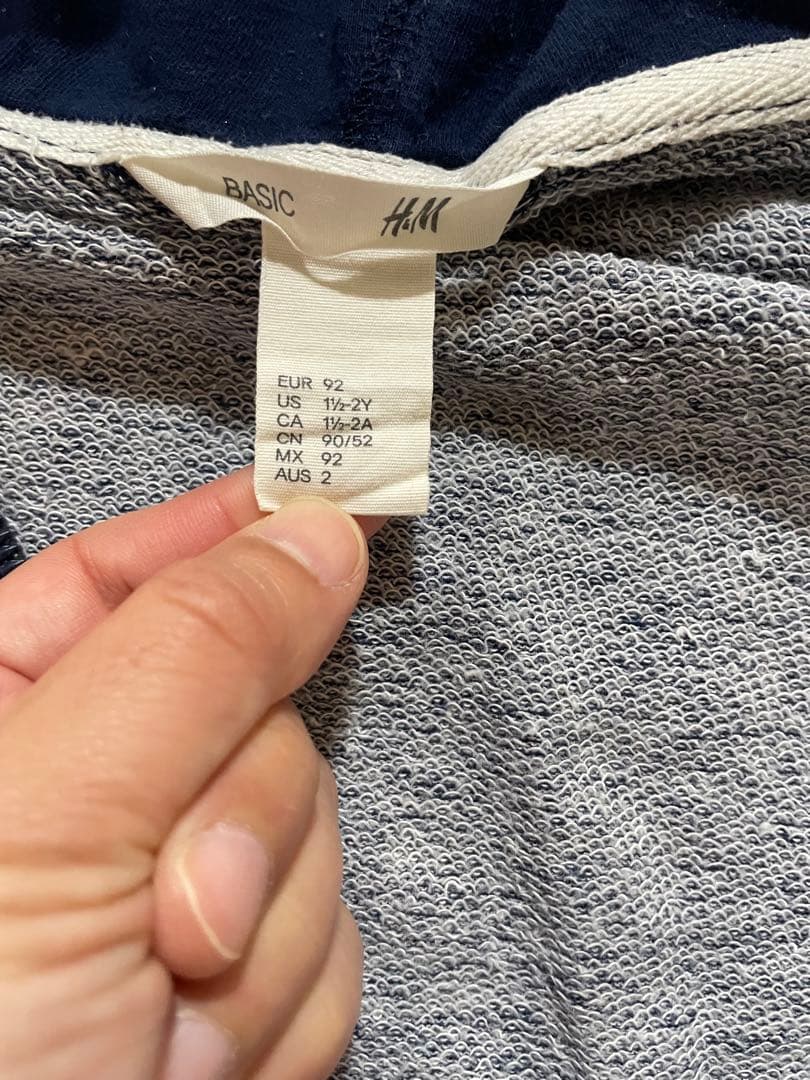 BASIC H&M
EUR 92
US 1½-2Y
CA 1½-2A
CN 90/52
MX 92
AUS 2